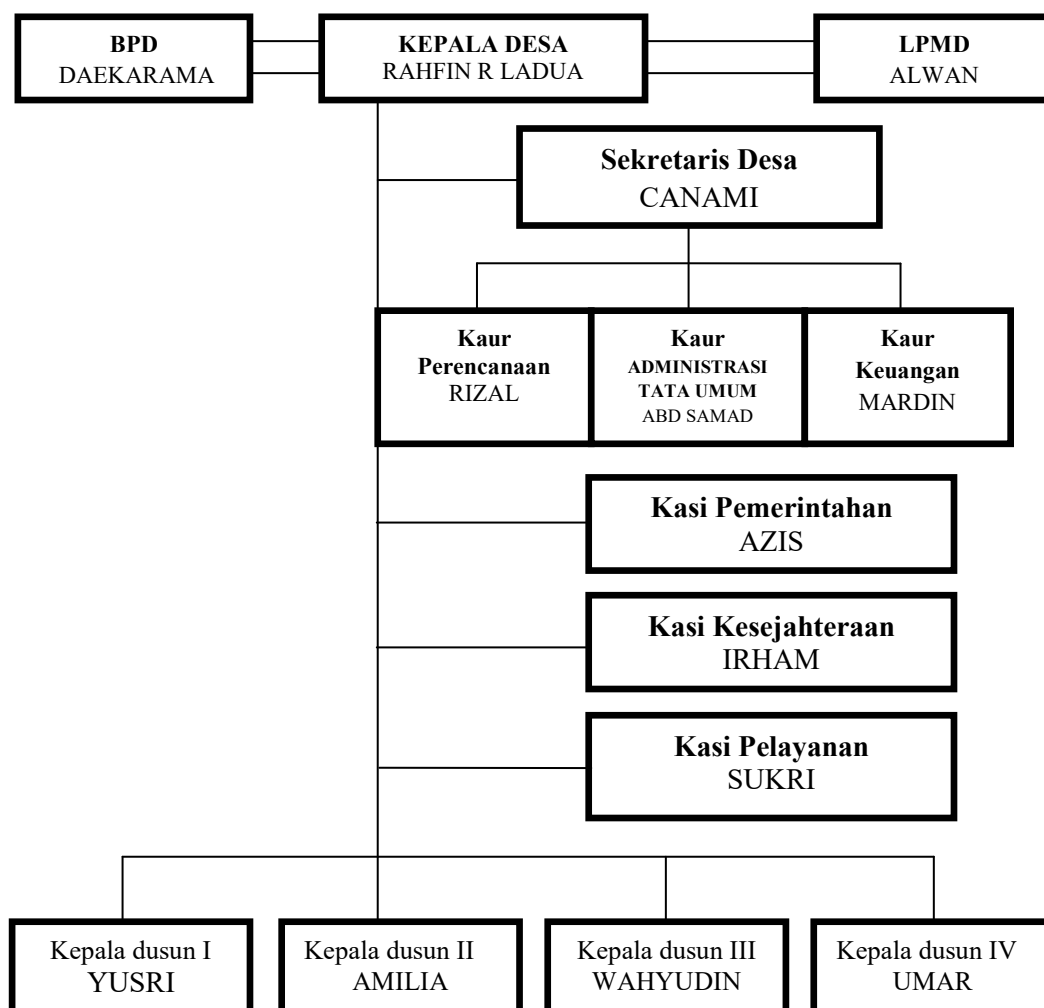 BPD
DAEKARAMA
KEPALA DESA
RAHFIN R LADUA
LPMD
ALWAN
Sekretaris Desa
CANAMI
Kaur
Perencanaan
RIZAL
Kaur
ADMINISTRASI
TATA UMUM
ABD SAMAD
Kaur
Keuangan
MARDIN
Kasi Pemerintahan
AZIS
Kasi Kesejahteraan
IRHAM
Kasi Pelayanan
SUKRI
Kepala dusun I
YUSRI
Kepala dusun II
AMILIA
Kepala dusun III
WAHYUDIN
Kepala dusun IV
UMAR